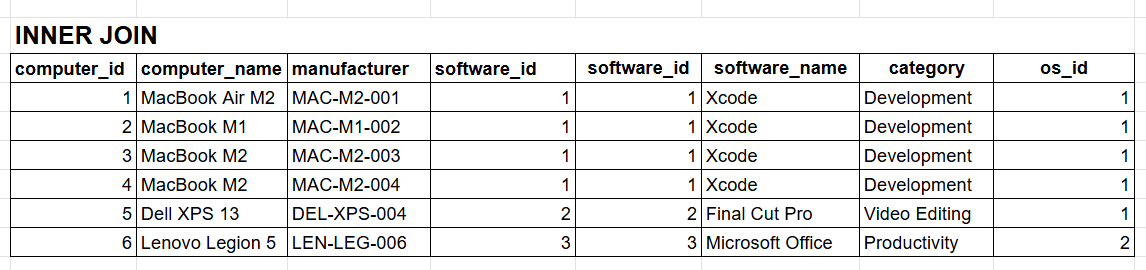 INNER JOIN
computer_id computer_name manufacturer software_id software_id software_name category os_id
1 MacBook Air M2 MAC-M2-001 1 1 Xcode Development 1
2 MacBook M1 MAC-M1-002 1 1 Xcode Development 1
3 MacBook M2 MAC-M2-003 1 1 Xcode Development 1
4 MacBook M2 MAC-M2-004 1 1 Xcode Development 1
5 Dell XPS 13 DEL-XPS-004 2 2 Final Cut Pro Video Editing 1
6 Lenovo Legion 5 LEN-LEG-006 3 3 Microsoft Office Productivity 2